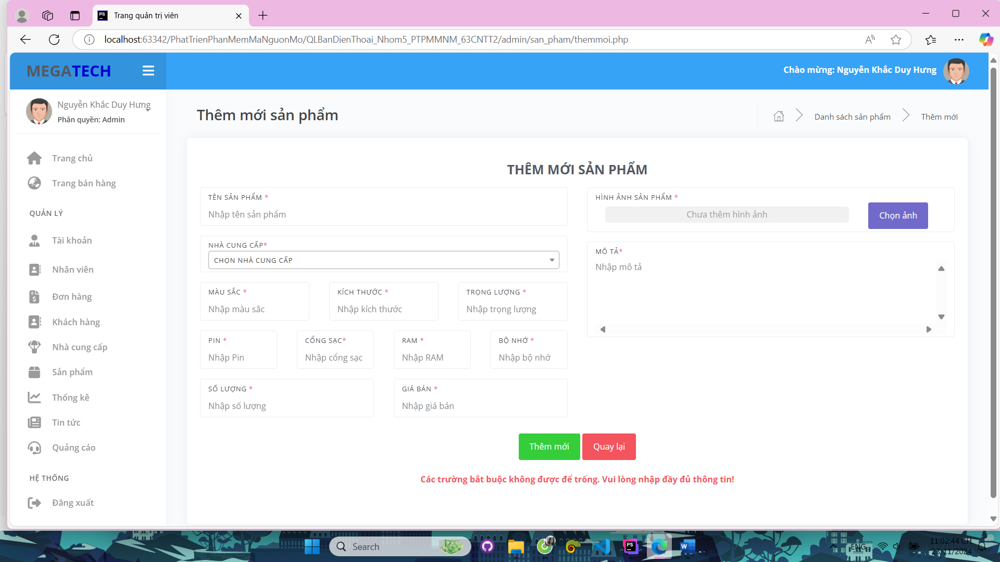 Trang quản trị viên
localhost:63342/PhatTrienPhanMemMaNguonMo/QLBanDienThoai_Nhom5_PTPMMNM_63CNTT2/admin/san_pham/themmoi.php
MEGATECH
Chào mừng: Nguyễn Khắc Duy Hưng
Nguyễn Khắc Duy Hưng
Phân quyền: Admin
Trang chủ
Trang bán hàng
QUẢN LÝ
Tài khoản
Nhân viên
Đơn hàng
Khách hàng
Nhà cung cấp
Sản phẩm
Thống kê
Tin tức
Quảng cáo
HỆ THỐNG
Đăng xuất
Thêm mới sản phẩm
Danh sách sản phẩm
Thêm mới
THÊM MỚI SẢN PHẨM
TÊN SẢN PHẨM *
Nhập tên sản phẩm
NHÀ CUNG CẤP*
CHỌN NHÀ CUNG CẤP
MÀU SẮC *
Nhập màu sắc
KÍCH THƯỚC *
Nhập kích thước
TRỌNG LƯỢNG *
Nhập trọng lượng
PIN *
Nhập Pin
CỔNG SẠC*
Nhập cổng sạc
RAM *
Nhập RAM
BỘ NHỚ *
Nhập bộ nhớ
SỐ LƯỢNG *
Nhập số lượng
GIÁ BÁN *
Nhập giá bán
HÌNH ẢNH SẢN PHẨM *
Chưa thêm hình ảnh
Chọn ảnh
MÔ TẢ*
Nhập mô tả
Thêm mới
Quay lại
Các trường bắt buộc không được để trống. Vui lòng nhập đầy đủ thông tin!
Search
ENG
11:02:44 CH
23/11/2024